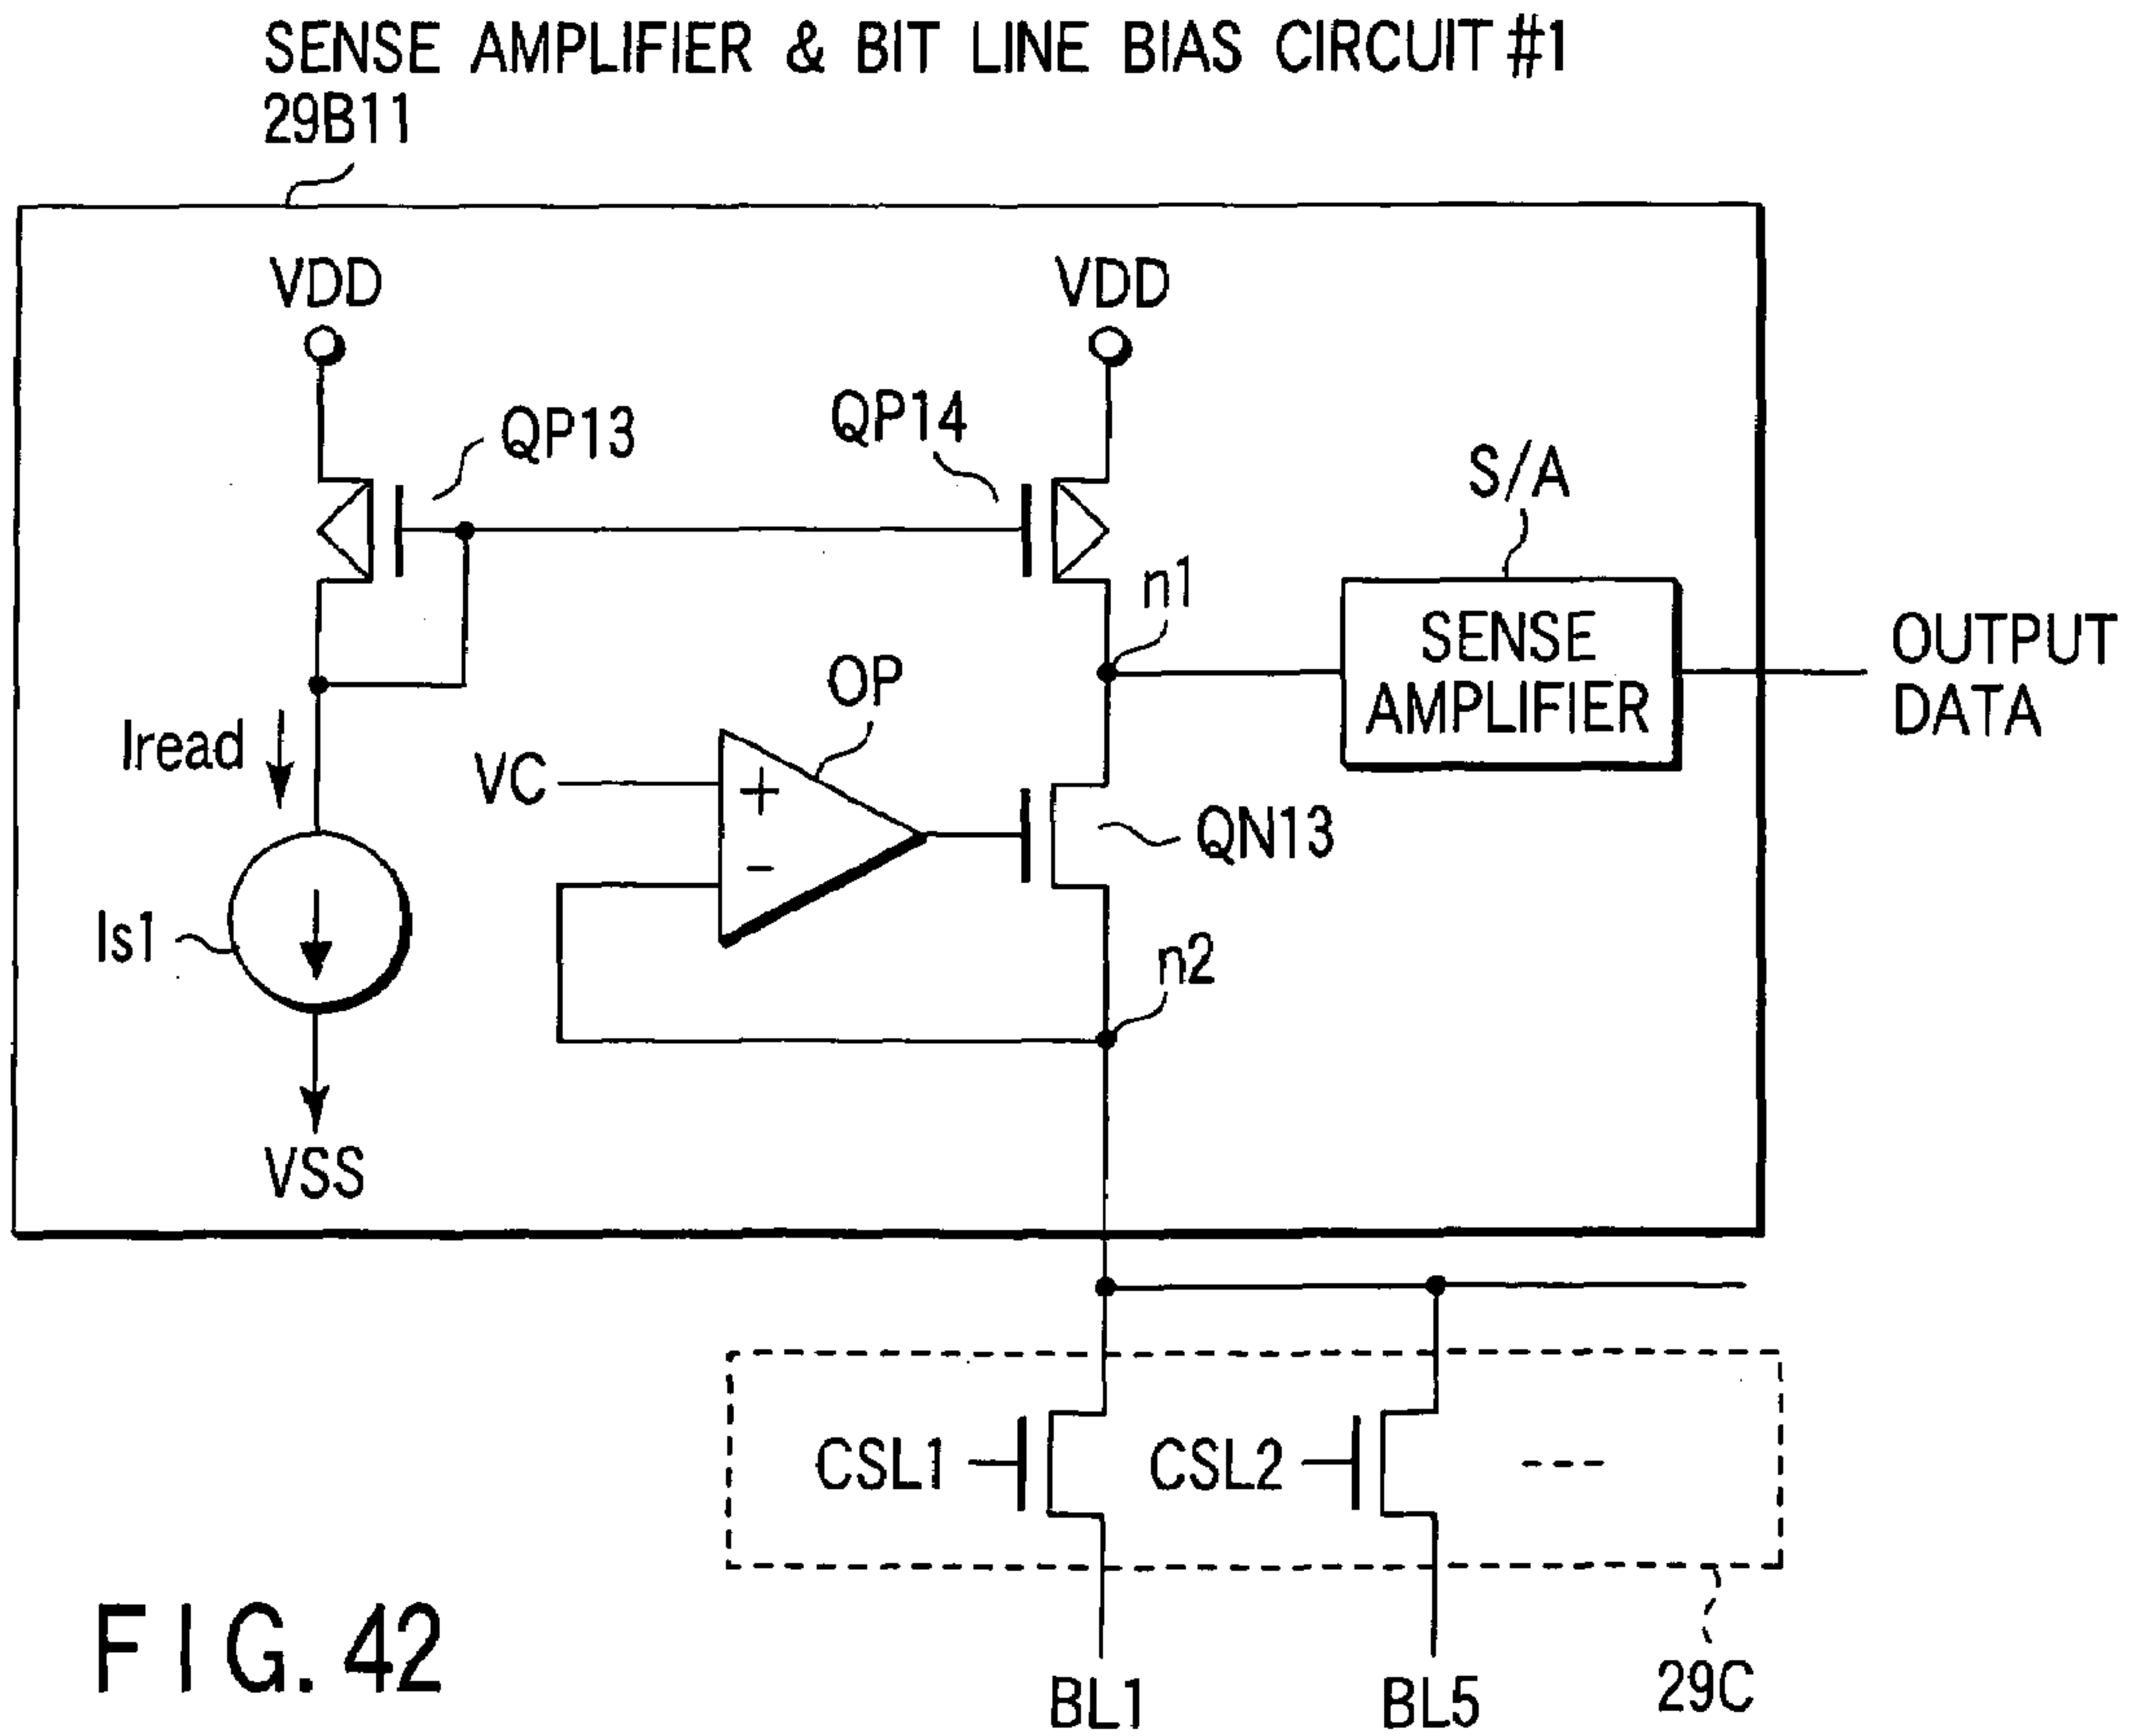 SENSE AMPLIFIER & BIT LINE BIAS CIRCUIT #1
29B11
VDD
VDD
QP13
QP14
S/A
n1
SENSE
AMPLIFIER
OUTPUT
DATA
OP
Iread
VC
+
-
QN13
Is1
n2
VSS
CSL1
CSL2
---
29C
BL1
BL5
FIG. 42